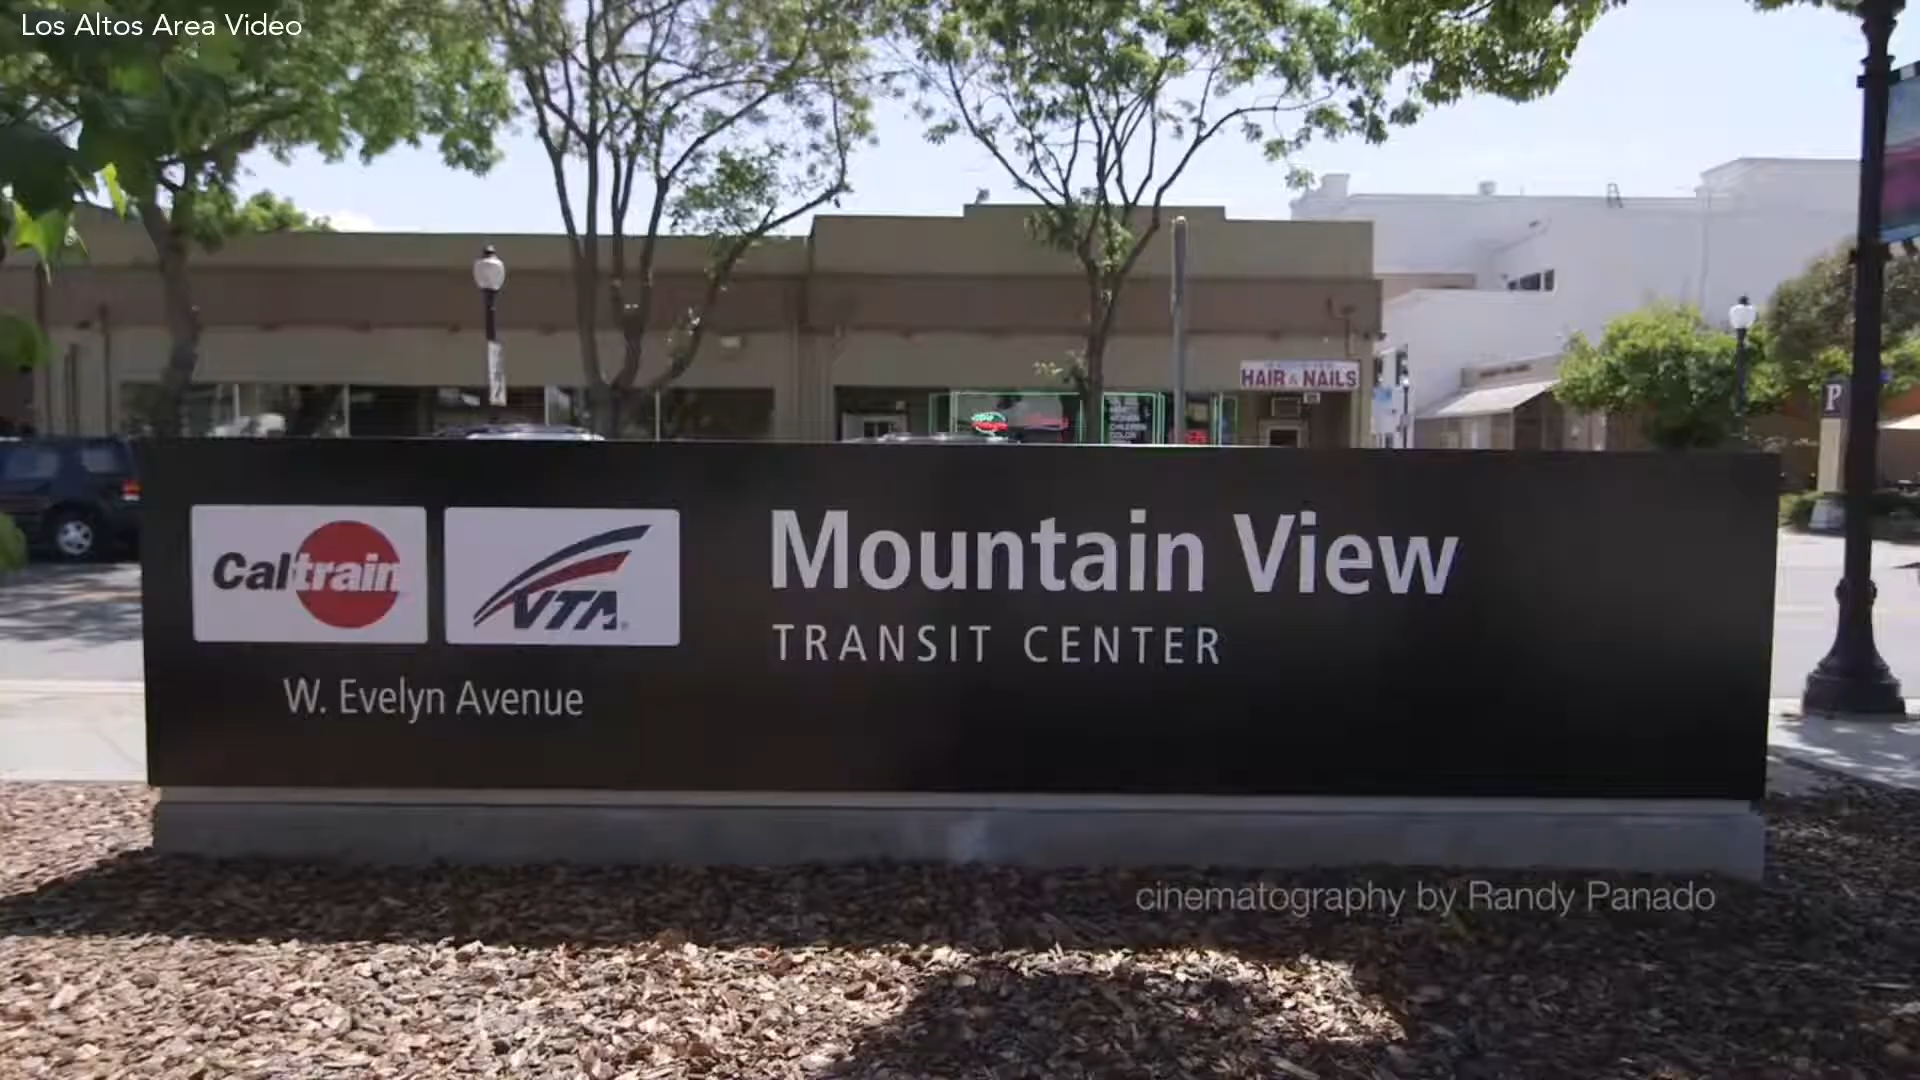 Los Altos Area Video
HAIR & NAILS
P
Caltrain
VTA
Mountain View
TRANSIT CENTER
W. Evelyn Avenue
cinematography by Randy Panado